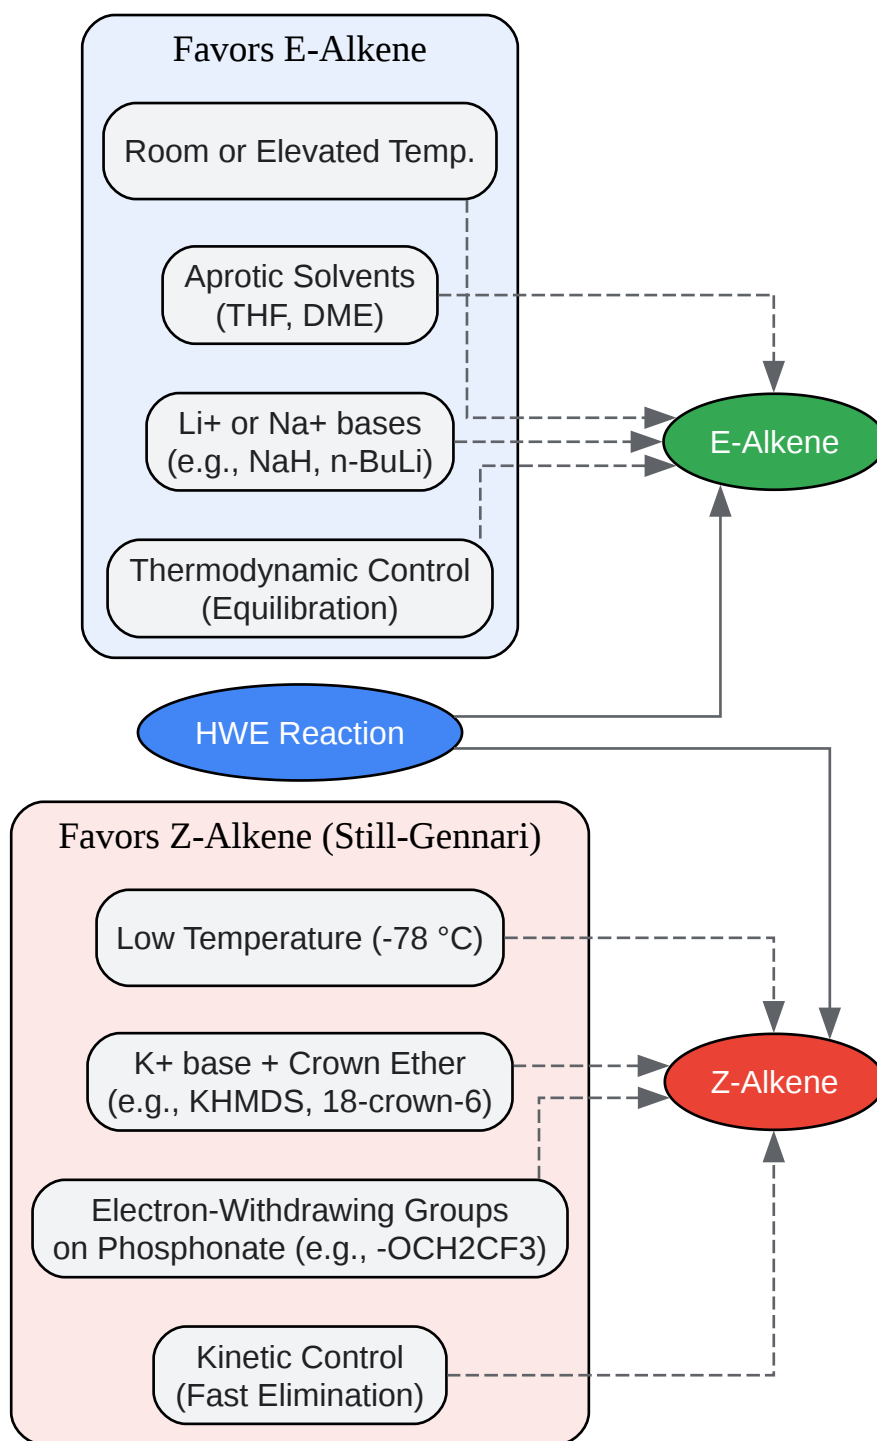 Favors E-Alkene
Room or Elevated Temp.
Aprotic Solvents
(THF, DME)
Li+ or Na+ bases
(e.g., NaH, n-BuLi)
E-Alkene
Thermodynamic Control
(Equilibration)
HWE Reaction
Favors Z-Alkene (Still-Gennari)
Low Temperature (-78 °C)
K+ base + Crown Ether
(e.g., KHMDS, 18-crown-6)
Z-Alkene
Electron-Withdrawing Groups
on Phosphonate (e.g., -OCH2CF3)
Kinetic Control
(Fast Elimination)